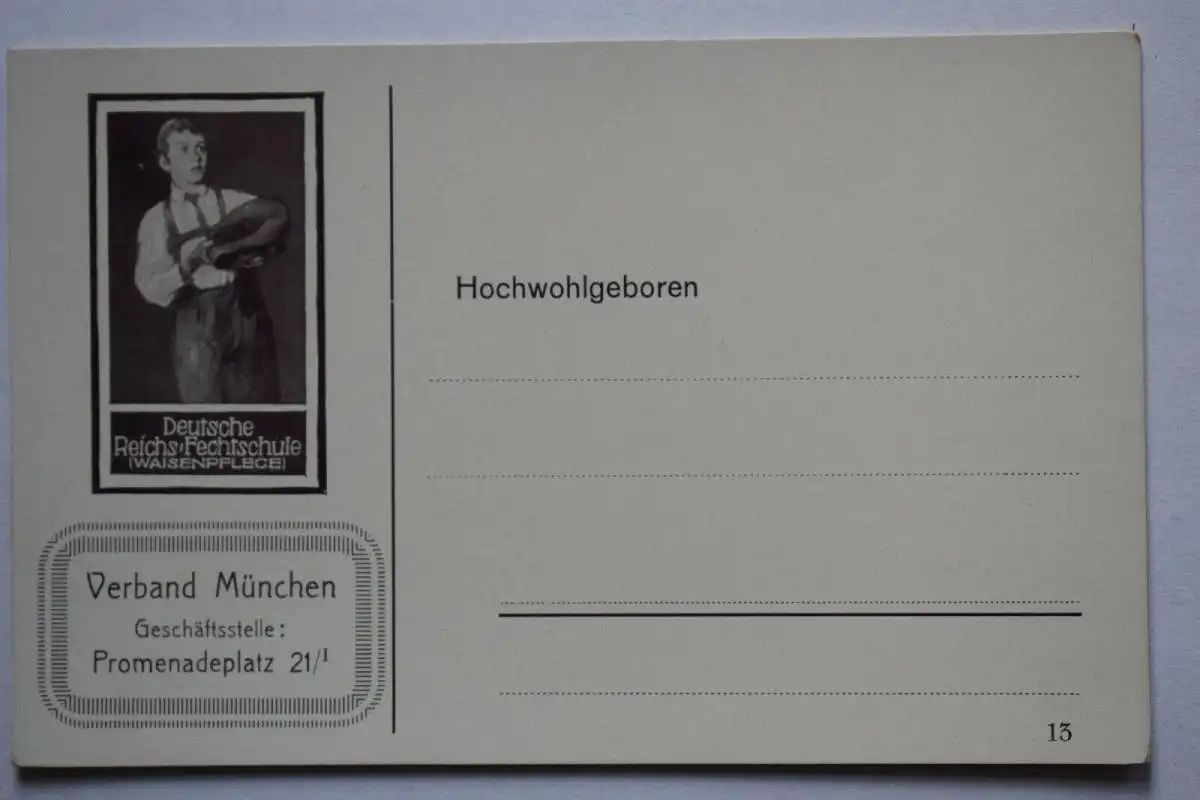 Deutsche
Reichs-Fechtschule
(WAISENPFLEGE)
Verband München
Geschäftsstelle:
Promenadeplatz 21/I
Hochwohlgeboren
13